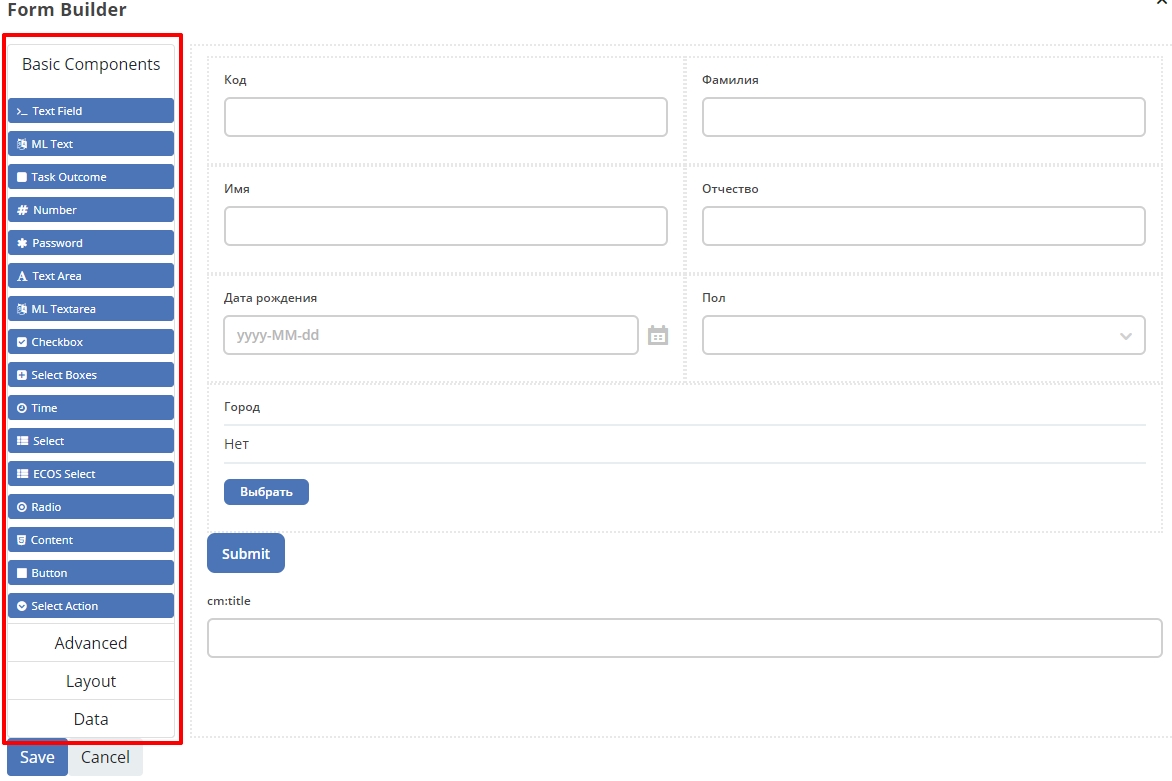 Form Builder
Basic Components
Text Field
ML Text
Task Outcome
Number
Password
Text Area
ML Textarea
Checkbox
Select Boxes
Time
Select
ECOS Select
Radio
Content
Button
Select Action
Advanced
Layout
Data
Save Cancel
Код Фамилия
Имя Отчество
Дата рождения Пол
yyyy-MM-dd
Город
Нет
Выбрать
Submit
cm:title